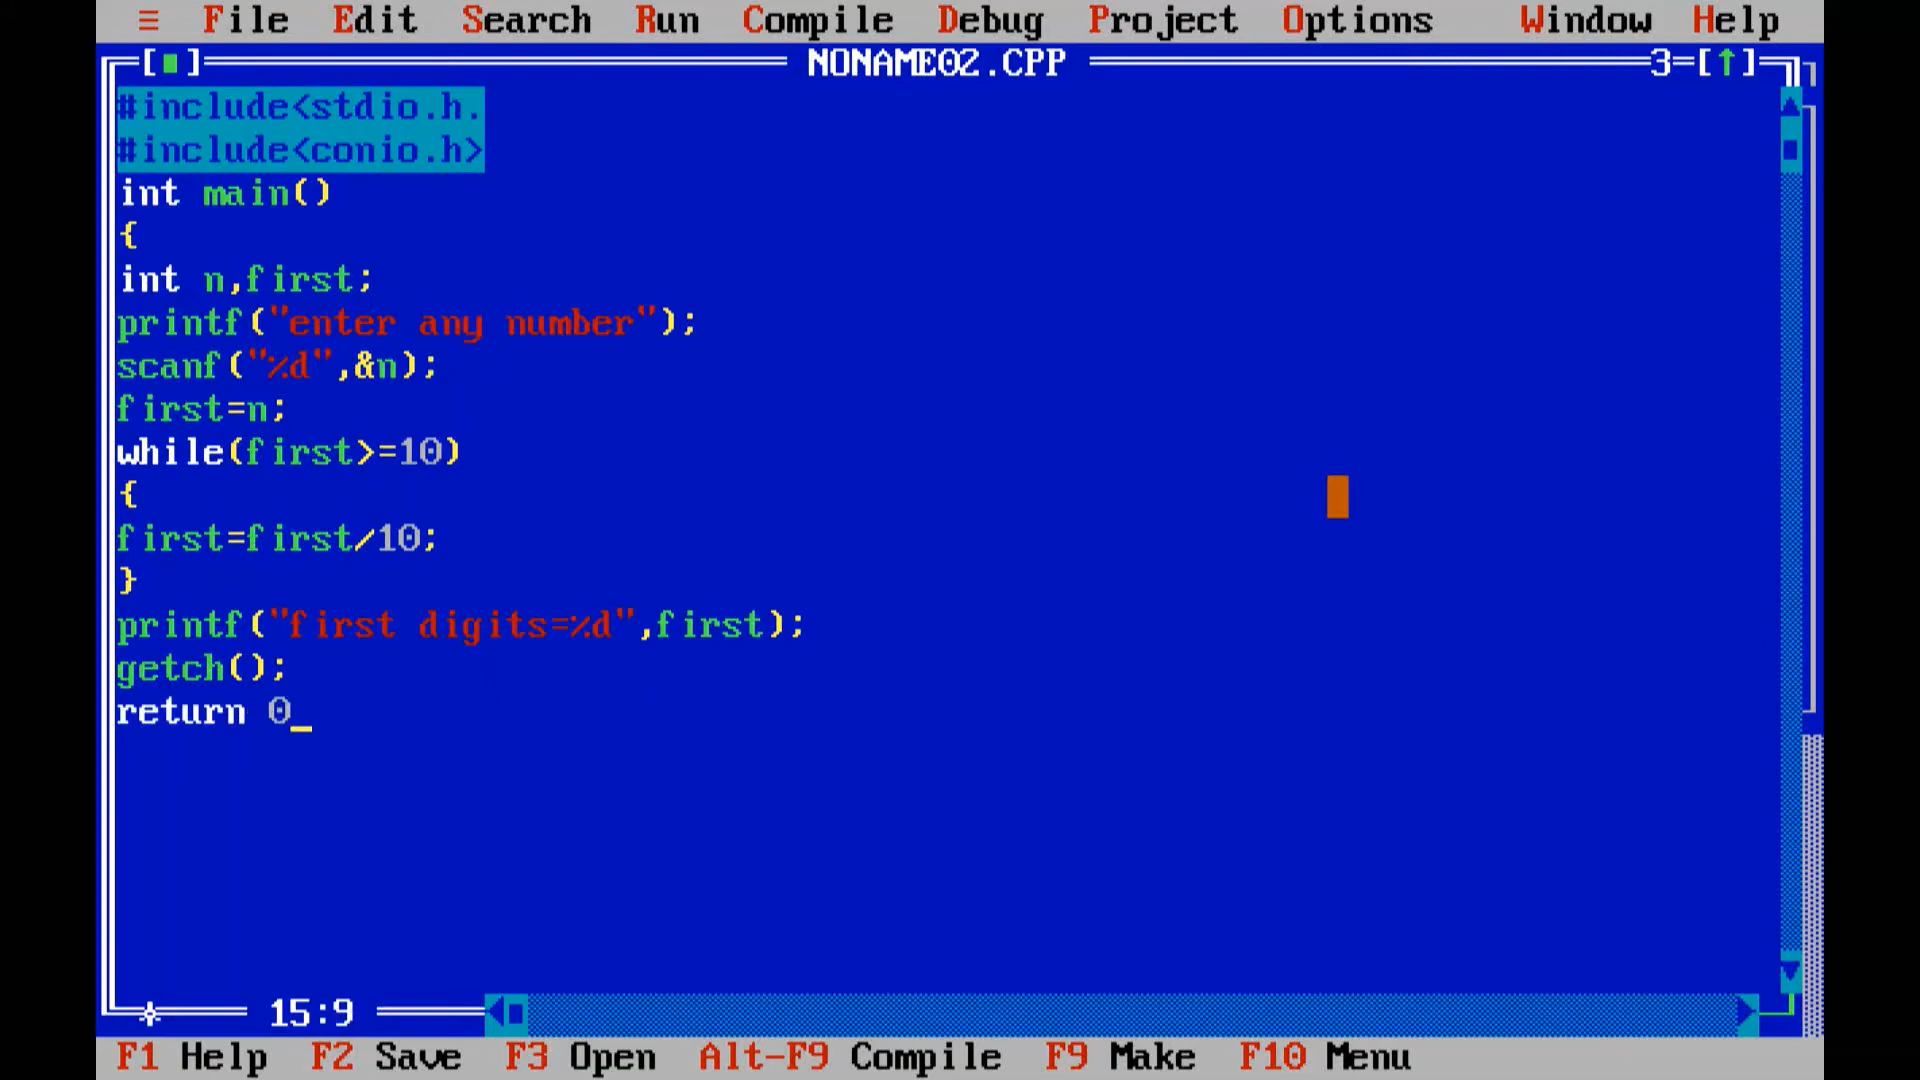 ≡ File Edit Search Run Compile Debug Project Options Window Help
[■] NONAME02.CPP 3=[↑]
#include<stdio.h.
#include<conio.h>
int main()
{
int n,first;
printf("enter any number");
scanf("%d",&n);
first=n;
while(first>=10)
{
first=first/10;
}
printf("first digits=%d",first);
getch();
return 0_
15:9
F1 Help F2 Save F3 Open Alt-F9 Compile F9 Make F10 Menu